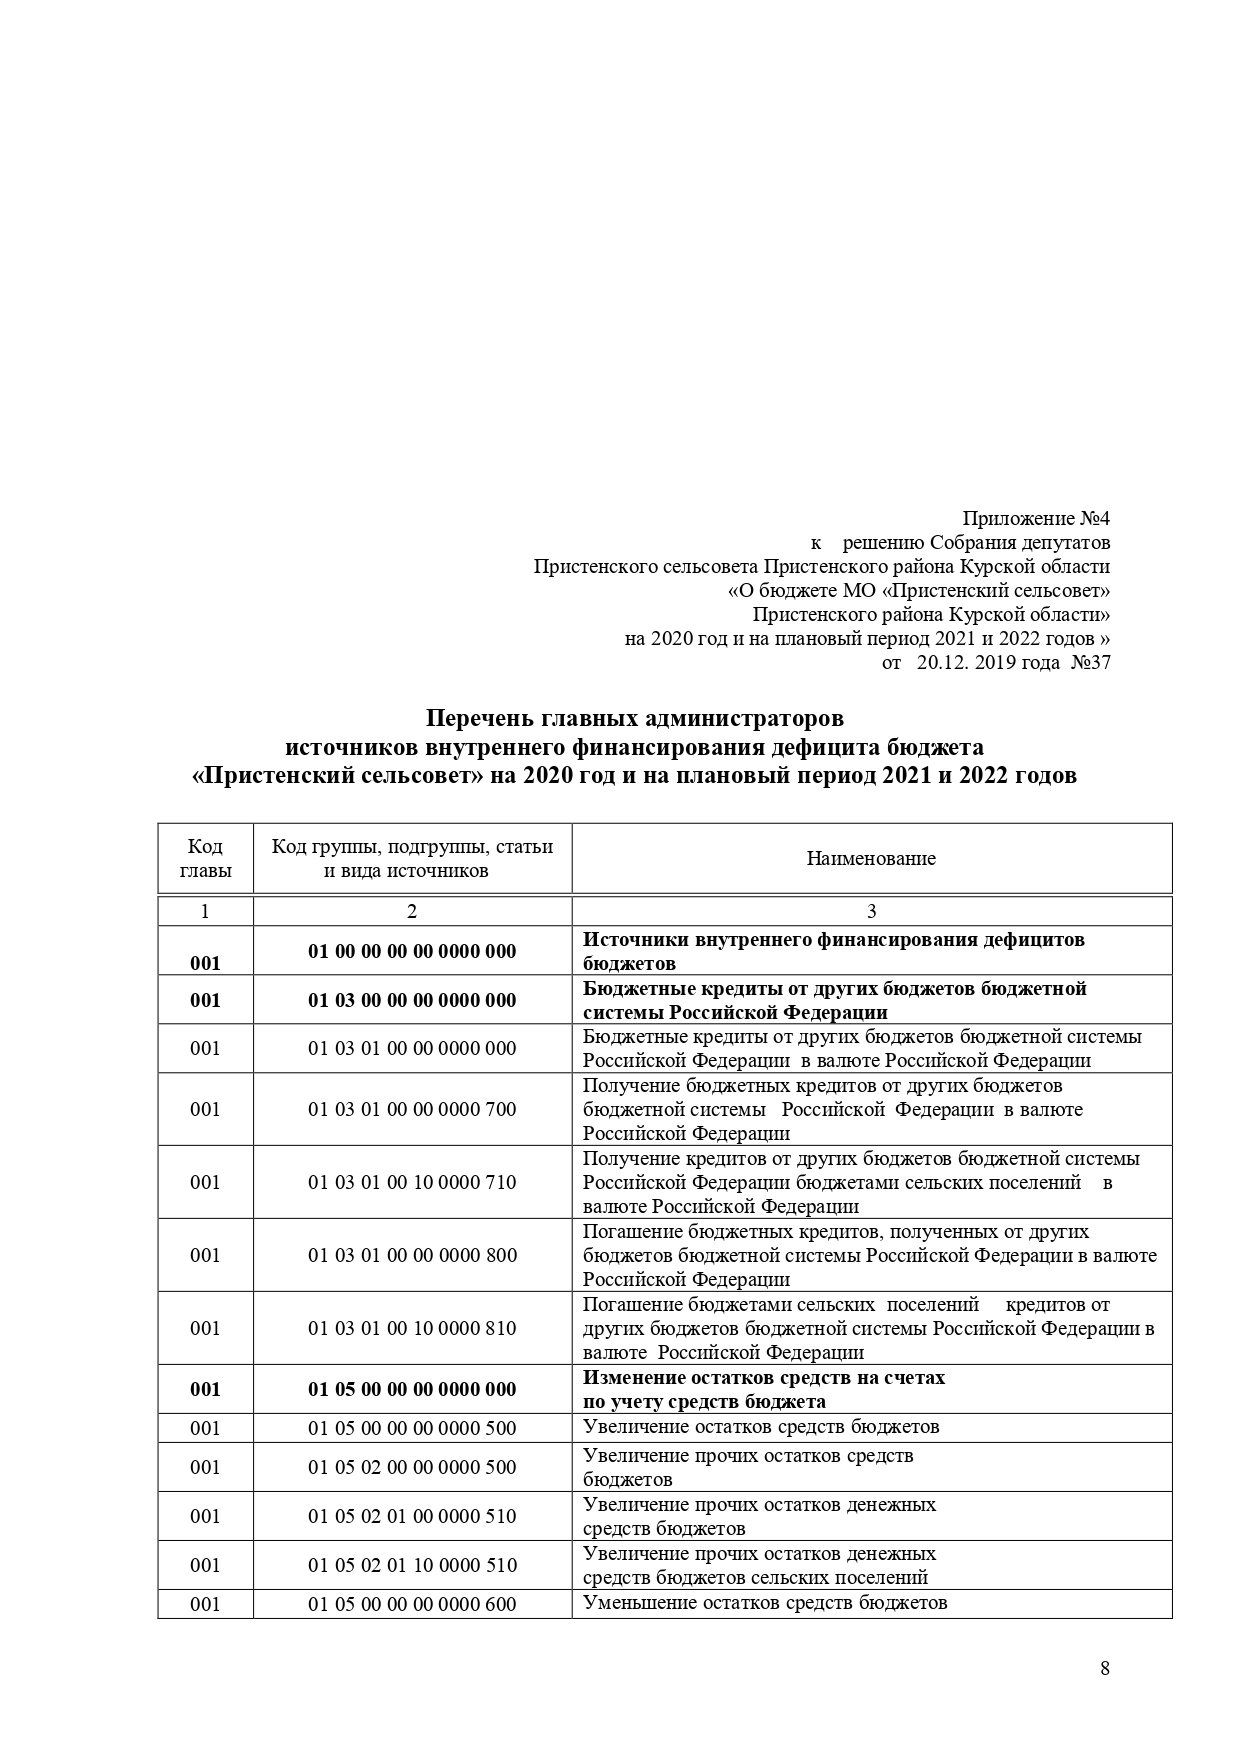 Приложение №4
к решению Собрания депутатов
Пристенского сельсовета Пристенского района Курской области
«О бюджете МО «Пристенский сельсовет»
Пристенского района Курской области»
на 2020 год и на плановый период 2021 и 2022 годов »
от 20.12. 2019 года №37
Перечень главных администраторов
источников внутреннего финансирования дефицита бюджета
«Пристенский сельсовет» на 2020 год и на плановый период 2021 и 2022 годов
Код
главы
Код группы, подгруппы, статьи
и вида источников
Наименование
1
2
3
001
01 00 00 00 00 0000 000
Источники внутреннего финансирования дефицитов
бюджетов
001
01 03 00 00 00 0000 000
Бюджетные кредиты от других бюджетов бюджетной
системы Российской Федерации
001
01 03 01 00 00 0000 000
Бюджетные кредиты от других бюджетов бюджетной системы
Российской Федерации в валюте Российской Федерации
001
01 03 01 00 00 0000 700
Получение бюджетных кредитов от других бюджетов
бюджетной системы Российской Федерации в валюте
Российской Федерации
001
01 03 01 00 10 0000 710
Получение кредитов от других бюджетов бюджетной системы
Российской Федерации бюджетами сельских поселений в
валюте Российской Федерации
001
01 03 01 00 00 0000 800
Погашение бюджетных кредитов, полученных от других
бюджетов бюджетной системы Российской Федерации в валюте
Российской Федерации
001
01 03 01 00 10 0000 810
Погашение бюджетами сельских поселений кредитов от
других бюджетов бюджетной системы Российской Федерации в
валюте Российской Федерации
001
01 05 00 00 00 0000 000
Изменение остатков средств на счетах
по учету средств бюджета
001
01 05 00 00 00 0000 500
Увеличение остатков средств бюджетов
001
01 05 02 00 00 0000 500
Увеличение прочих остатков средств
бюджетов
001
01 05 02 01 00 0000 510
Увеличение прочих остатков денежных
средств бюджетов
001
01 05 02 01 10 0000 510
Увеличение прочих остатков денежных
средств бюджетов сельских поселений
001
01 05 00 00 00 0000 600
Уменьшение остатков средств бюджетов
8